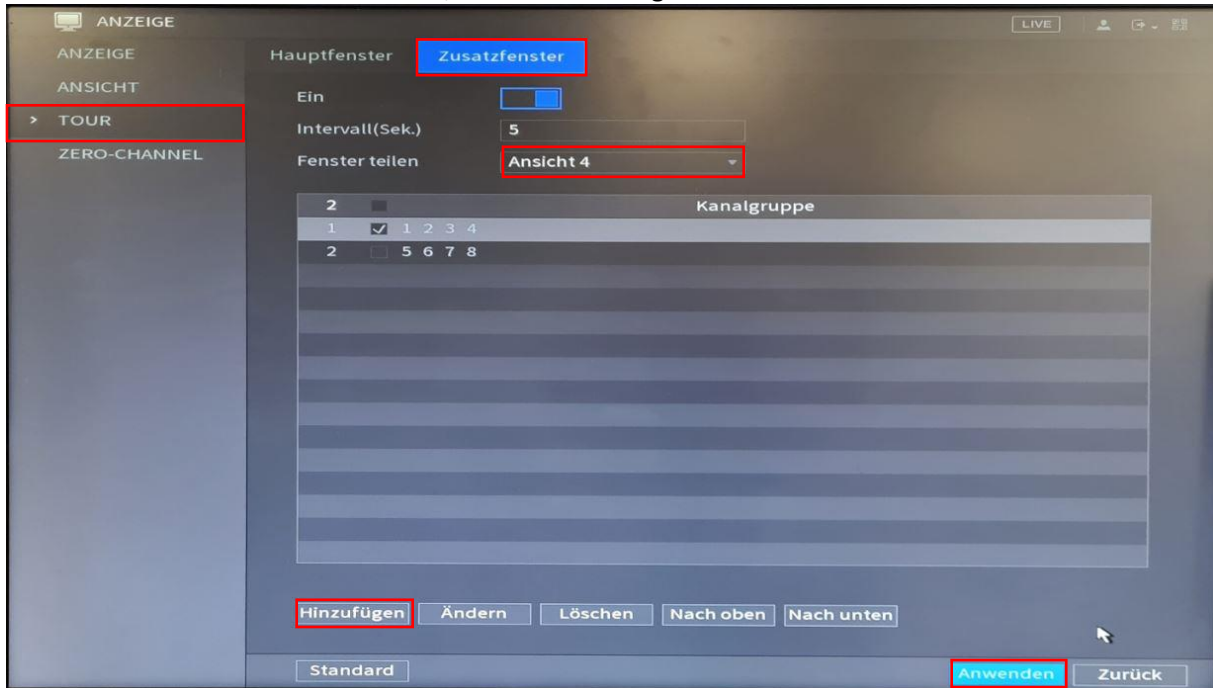 ANZEIGE
LIVE
ANZEIGE
ANSICHT
> TOUR
ZERO-CHANNEL
Hauptfenster Zusatzfenster
Ein
Intervall(Sek.) 5
Fenster teilen Ansicht 4
2 Kanalgruppe
1 1 2 3 4
2 5 6 7 8
Hinzufügen Ändern Löschen Nach oben Nach unten
Standard Anwenden Zurück